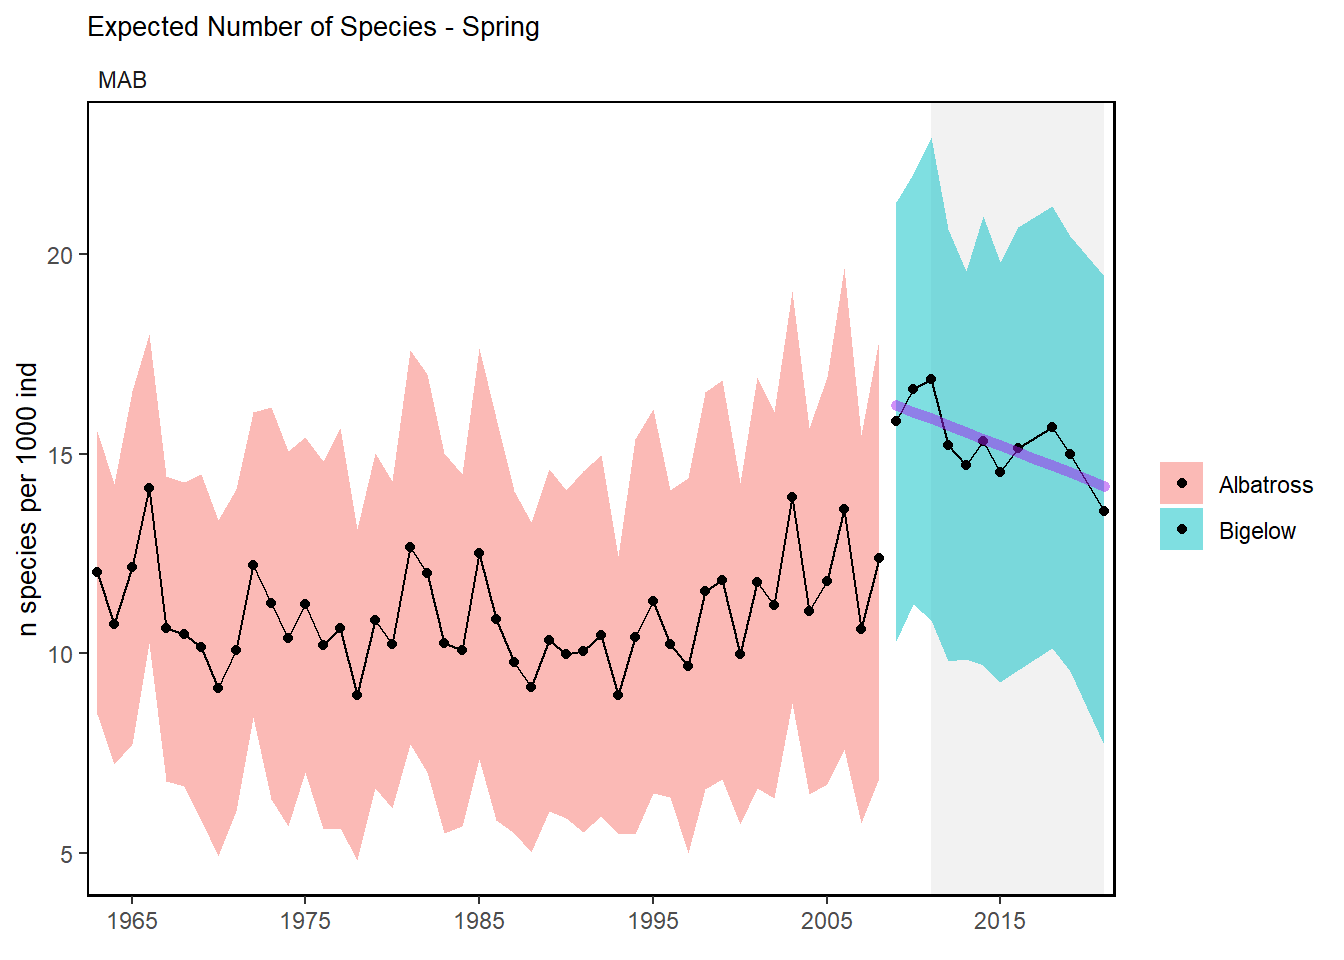 Expected Number of Species - Spring
MAB
n species per 1000 ind
20
15
10
5
1965
1975
1985
1995
2005
2015
Albatross
Bigelow